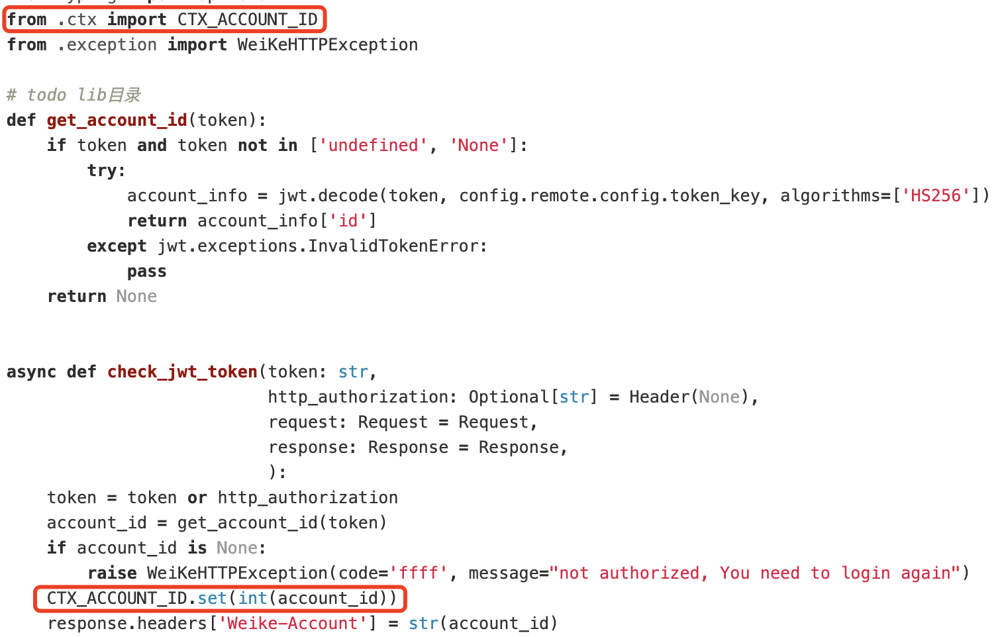 from .ctx import CTX_ACCOUNT_ID
from .exception import WeiKeHTTPException
# todo lib目录
def get_account_id(token):
    if token and token not in ['undefined', 'None']:
        try:
            account_info = jwt.decode(token, config.remote.config.token_key, algorithms=['HS256'])
            return account_info['id']
        except jwt.exceptions.InvalidTokenError:
            pass
    return None
async def check_jwt_token(token: str,
                          http_authorization: Optional[str] = Header(None),
                          request: Request = Request,
                          response: Response = Response,
                          ):
    token = token or http_authorization
    account_id = get_account_id(token)
    if account_id is None:
        raise WeiKeHTTPException(code='ffff', message="not authorized, You need to login again")
    CTX_ACCOUNT_ID.set(int(account_id))
    response.headers['Weike-Account'] = str(account_id)